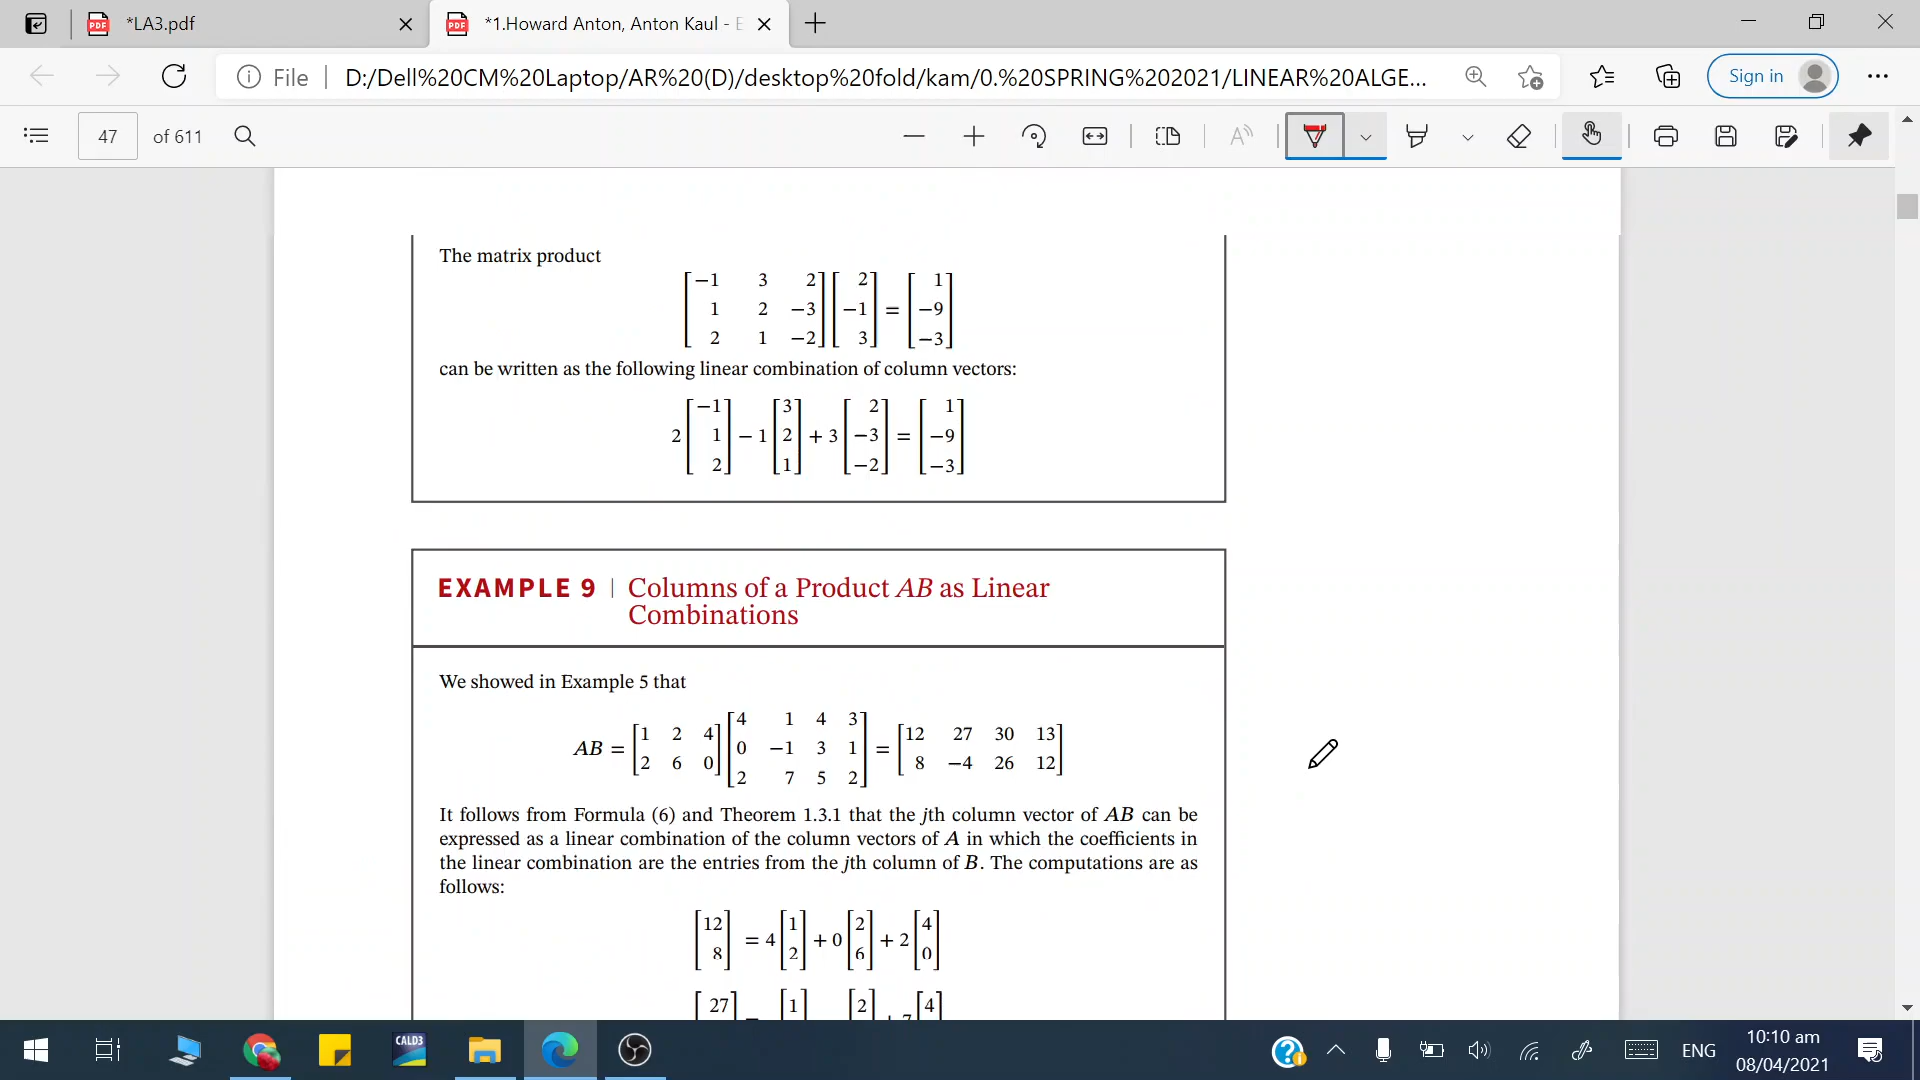 *LA3.pdf
*1.Howard Anton, Anton Kaul - E
File
D:/Dell%20CM%20Laptop/AR%20(D)/desktop%20fold/kam/0.%20SPRING%202021/LINEAR%20ALGE...
Sign in
47 of 611
The matrix product
[−1 3 2] [2] [1]
[1 2 −3] [−1] = [−9]
[2 1 −2] [3] [−3]
can be written as the following linear combination of column vectors:
[−1] [3] [2] [1]
2 [1] − 1 [2] + 3 [−3] = [−9]
[2] [1] [−2] [−3]
EXAMPLE 9 | Columns of a Product AB as Linear
Combinations
We showed in Example 5 that
[4 1 4 3]
AB = [1 2 4] [0 −1 3 1] = [12 27 30 13]
[2 6 0] [2 7 5 2] [8 −4 26 12]
It follows from Formula (6) and Theorem 1.3.1 that the jth column vector of AB can be
expressed as a linear combination of the column vectors of A in which the coefficients in
the linear combination are the entries from the jth column of B. The computations are as
follows:
[12] = 4 [1] + 0 [2] + 2 [4]
[8] [2] [6] [0]
[27] [1] [2] + 7 [4]
CALD3
ENG
10:10 am
08/04/2021